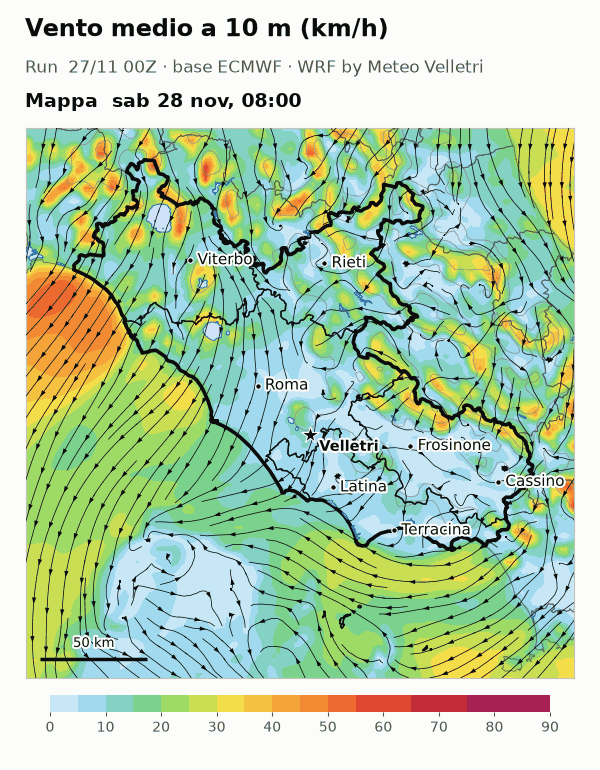 Vento medio a 10 m (km/h)
Run 27/11 00Z · base ECMWF · WRF by Meteo Velletri
Mappa sab 28 nov, 08:00
Viterbo
Rieti
Roma
Velletri
Frosinone
Cassino
Latina
Terracina
50 km
0 10 20 30 40 50 60 70 80 90